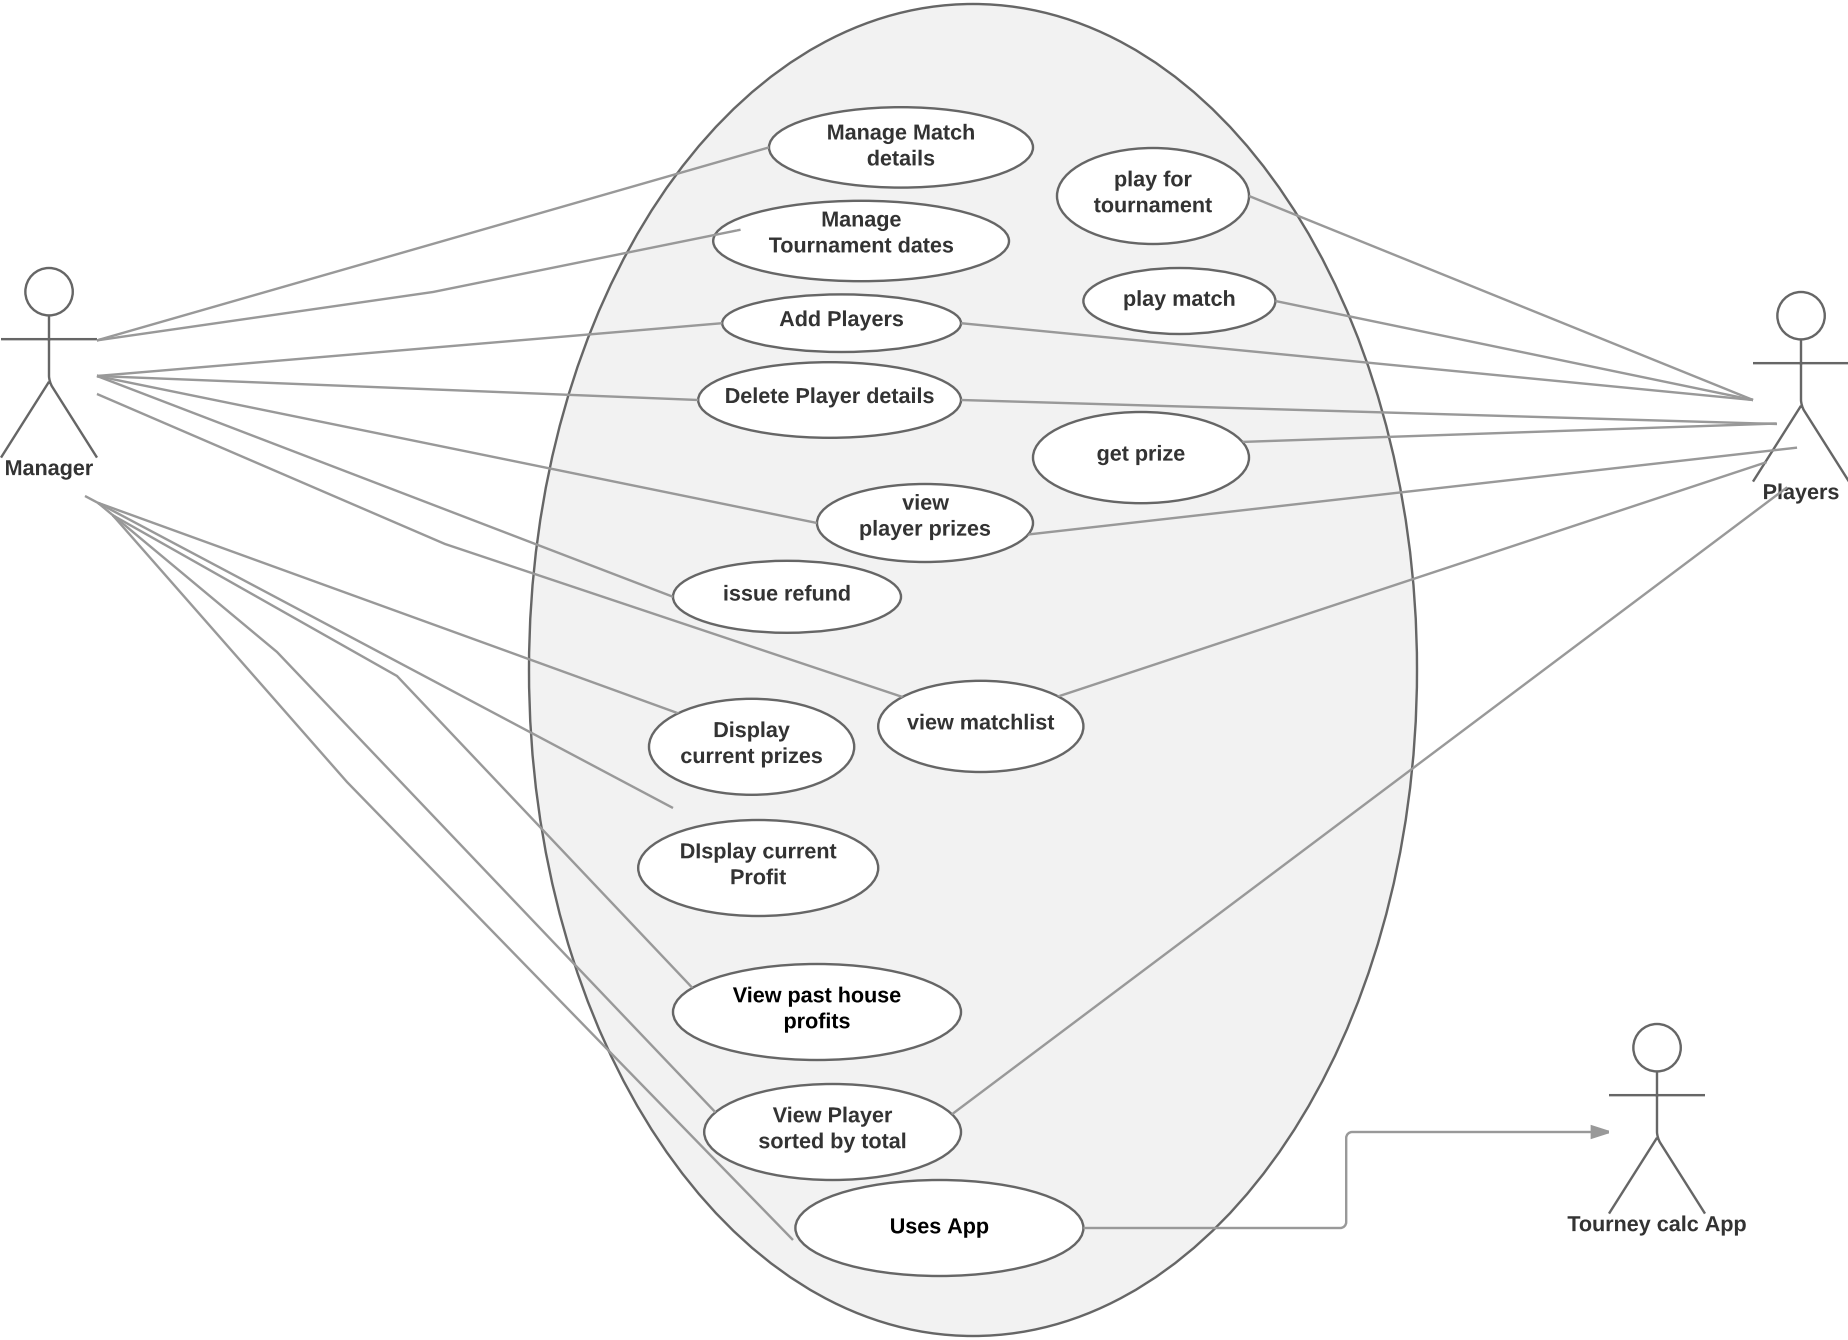 Manage Match
details
play for
tournament
Manage
Tournament dates
play match
Add Players
Delete Player details
get prize
Manager
Players
view
player prizes
issue refund
view matchlist
Display
current prizes
DIsplay current
Profit
View past house
profits
View Player
sorted by total
Uses App
Tourney calc App